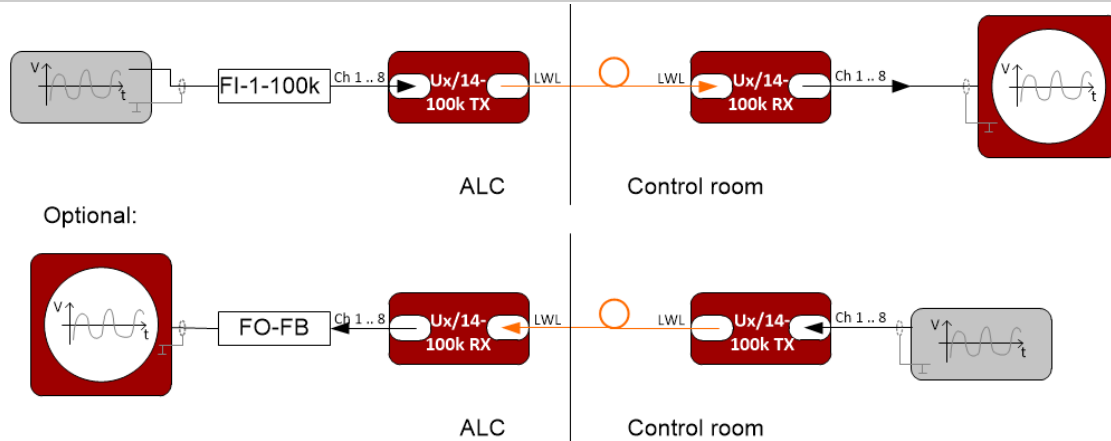 V
t
FI-1-100k
Ch 1 .. 8
Ux/14-
100k TX
LWL
LWL
Ux/14-
100k RX
Ch 1 .. 8
V
t
ALC
Control room
Optional:
V
t
FO-FB
Ch 1 .. 8
Ux/14-
100k RX
LWL
LWL
Ux/14-
100k TX
Ch 1 .. 8
V
t
ALC
Control room